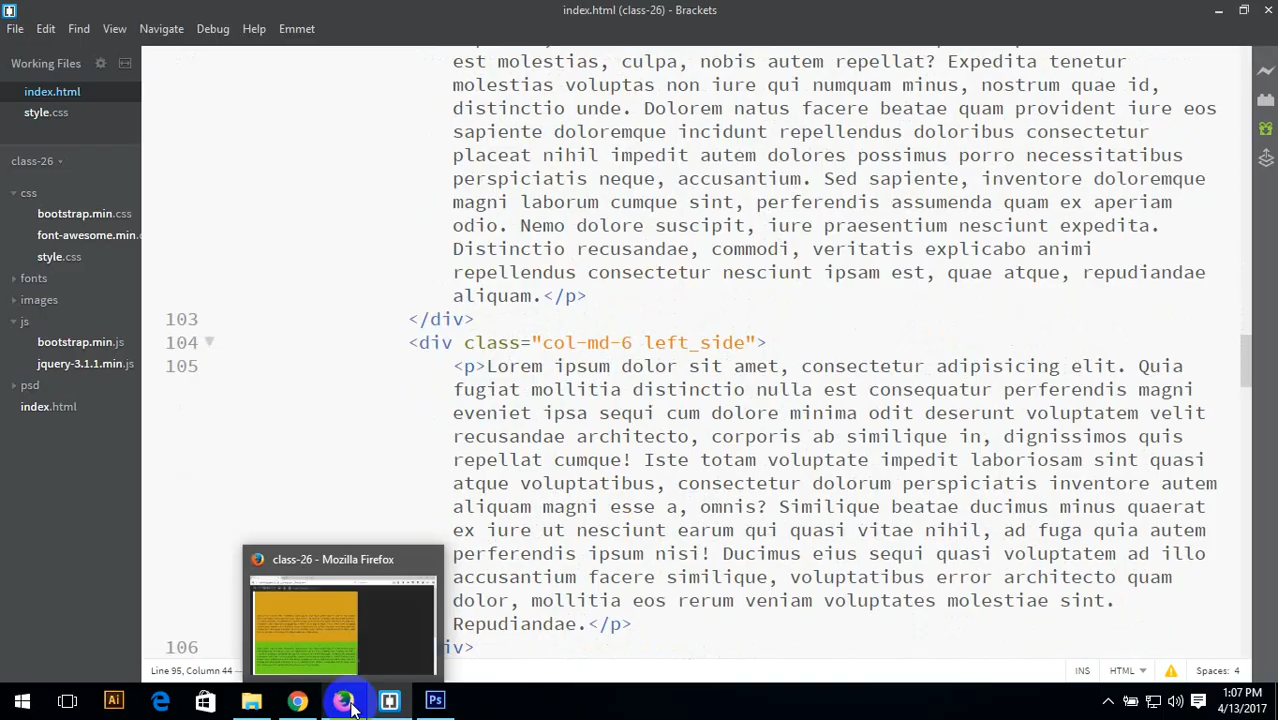 index.html (class-26) - Brackets
File Edit Find View Navigate Debug Help Emmet
Working Files
index.html
style.css
class-26
css
bootstrap.min.css
font-awesome.min.c
style.css
fonts
images
js
bootstrap.min.js
jquery-3.1.1.min.js
psd
index.html
est molestias, culpa, nobis autem repellat? Expedita tenetur
molestias voluptas non iure qui numquam minus, nostrum quae id,
distinctio unde. Dolorem natus facere beatae quam provident iure eos
sapiente doloremque incidunt repellendus doloribus consectetur
placeat nihil impedit autem dolores possimus porro necessitatibus
perspiciatis neque, accusantium. Sed sapiente, inventore doloremque
magni laborum cumque sint, perferendis assumenda quam ex aperiam
odio. Nemo dolore suscipit, iure praesentium nesciunt expedita.
Distinctio recusandae, commodi, veritatis explicabo animi
repellendus consectetur nesciunt ipsam est, quae atque, repudiandae
aliquam.</p>
103 </div>
104 <div class="col-md-6 left_side">
105 <p>Lorem ipsum dolor sit amet, consectetur adipisicing elit. Quia
fugiat mollitia distinctio nulla est consequatur perferendis magni
eveniet ipsa sequi cum dolore minima odit deserunt voluptatem velit
recusandae architecto, corporis ab similique in, dignissimos quis
repellat cumque! Iste totam voluptate impedit laboriosam sint quasi
atque voluptatibus, consectetur dolorum perspiciatis inventore
aliquam magni esse a, omnis? Similique beatae ducimus minus quaerat
ex iure ut nesciunt earum qui quasi vitae nihil, ad fuga quia autem
perferendis ipsum nisi! Ducimus eius sequi quasi voluptatem ad illo
accusantium facere similique, voluptatibus error architecto quam
dolor, mollitia eos rerum veniam voluptates molestiae sint.
Repudiandae.</p>
106 iv>
class-26 - Mozilla Firefox
Line 95, Column 44
INS HTML Spaces: 4
Ai
Ps
1:07 PM
4/13/2017